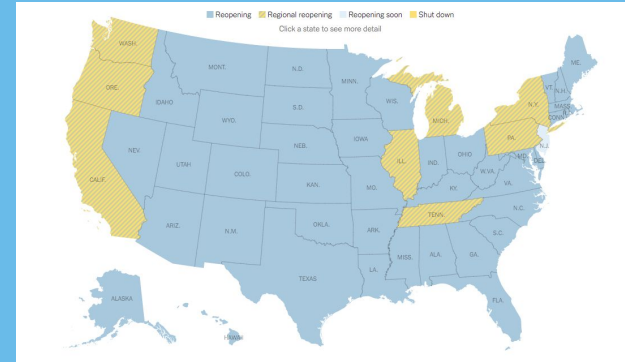 Reopening Regional reopening Reopening soon Shut down
Click a state to see more detail
WASH.
ORE.
CALIF.
IDAHO
NEV.
MONT.
WYO.
UTAH
ARIZ.
COLO.
N.M.
N.D.
S.D.
NEB.
KAN.
OKLA.
TEXAS
MINN.
IOWA
MO.
ARK.
LA.
WIS.
ILL.
MICH.
IND.
OHIO
KY.
TENN.
MISS.
ALA.
GA.
FLA.
S.C.
N.C.
VA.
W.VA.
MD.
DEL.
PA.
N.J.
N.Y.
CONN.
MASS.
VT.
N.H.
ME.
ALASKA
HAWAII